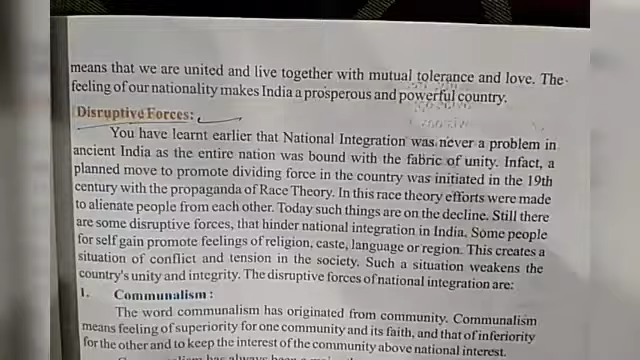 means that we are united and live together with mutual tolerance and love. The
feeling of our nationality makes India a prosperous and powerful country.
Disruptive Forces:
You have learnt earlier that National Integration was never a problem in
ancient India as the entire nation was bound with the fabric of unity. Infact, a
planned move to promote dividing force in the country was initiated in the 19th
century with the propaganda of Race Theory. In this race theory efforts were made
to alienate people from each other. Today such things are on the decline. Still there
are some disruptive forces, that hinder national integration in India. Some people
for self gain promote feelings of religion, caste, language or region. This creates a
situation of conflict and tension in the society. Such a situation weakens the
country's unity and integrity. The disruptive forces of national integration are:
1. Communalism :
The word communalism has originated from community. Communalism
means feeling of superiority for one community and its faith, and that of inferiority
for the other and to keep the interest of the community above national interest.